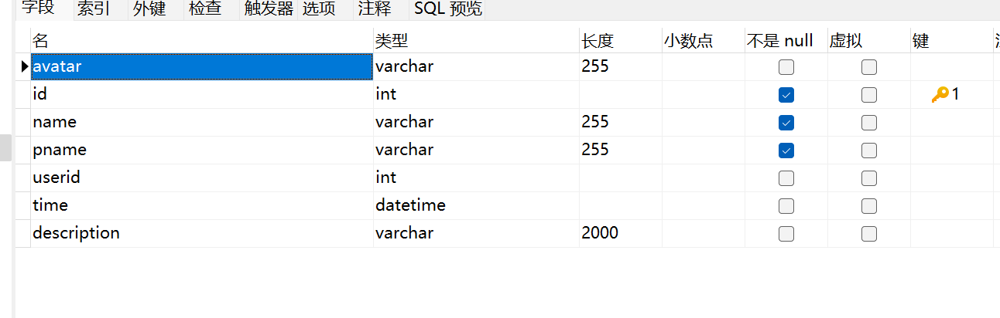 字段 索引 外键 检查 触发器 选项 注释 SQL 预览
名 类型 长度 小数点 不是 null 虚拟 键
avatar varchar 255
id int 1
name varchar 255
pname varchar 255
userid int
time datetime
description varchar 2000